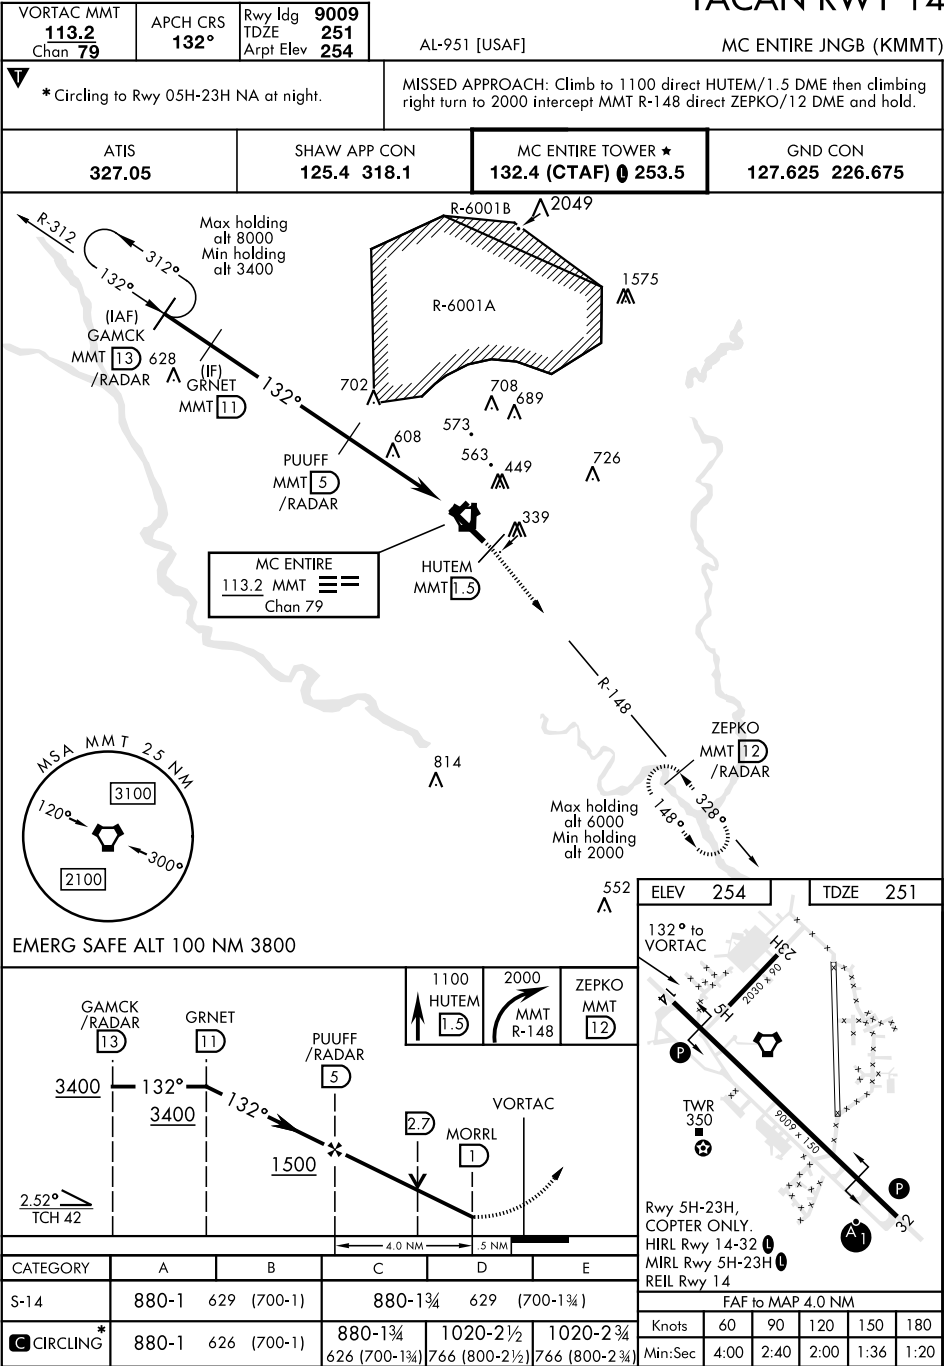 TACAN RWY 14
VORTAC MMT
113.2
Chan 79
APCH CRS
132°
Rwy ldg 9009
TDZE 251
Arpt Elev 254
AL-951 [USAF]
MC ENTIRE JNGB (KMMT)
T
* Circling to Rwy 05H-23H NA at night.
MISSED APPROACH: Climb to 1100 direct HUTEM/1.5 DME then climbing
right turn to 2000 intercept MMT R-148 direct ZEPKO/12 DME and hold.
ATIS
327.05
SHAW APP CON
125.4 318.1
MC ENTIRE TOWER ★
132.4 (CTAF) L 253.5
GND CON
127.625 226.675
R-312
Max holding
alt 8000
Min holding
alt 3400
312°
132°
R-6001B
2049
R-6001A
1575
(IAF)
GAMCK
MMT 13
/RADAR
628
(IF)
GRNET
MMT 11
132°
702
708
689
573
608
563
449
726
PUUFF
MMT 5
/RADAR
339
MC ENTIRE
113.2 MMT
Chan 79
HUTEM
MMT 1.5
R-148
ZEPKO
MMT 12
/RADAR
814
328°
148°
Max holding
alt 6000
Min holding
alt 2000
552
MSA MMT 25 NM
3100
120°
300°
2100
EMERG SAFE ALT 100 NM 3800
ELEV 254
TDZE 251
132° to
VORTAC
23H
2030 X 90
5H
14
P
TWR
350
9009 X 150
P
32
A1
Rwy 5H-23H,
COPTER ONLY.
HIRL Rwy 14-32 L
MIRL Rwy 5H-23H L
REIL Rwy 14
1100
HUTEM
1.5
2000
MMT
R-148
ZEPKO
MMT
12
GAMCK
/RADAR
13
GRNET
11
PUUFF
/RADAR
5
3400
132°
3400
132°
1500
2.7
MORRL
1
VORTAC
2.52°
TCH 42
4.0 NM
.5 NM
CATEGORY A B C D E
S-14 880-1 629 (700-1) 880-1¾ 629 (700-1¾)
C CIRCLING* 880-1 626 (700-1) 880-1¾ 626 (700-1¾) 1020-2½ 766 (800-2½) 1020-2¾ 766 (800-2¾)
FAF to MAP 4.0 NM
Knots 60 90 120 150 180
Min:Sec 4:00 2:40 2:00 1:36 1:20